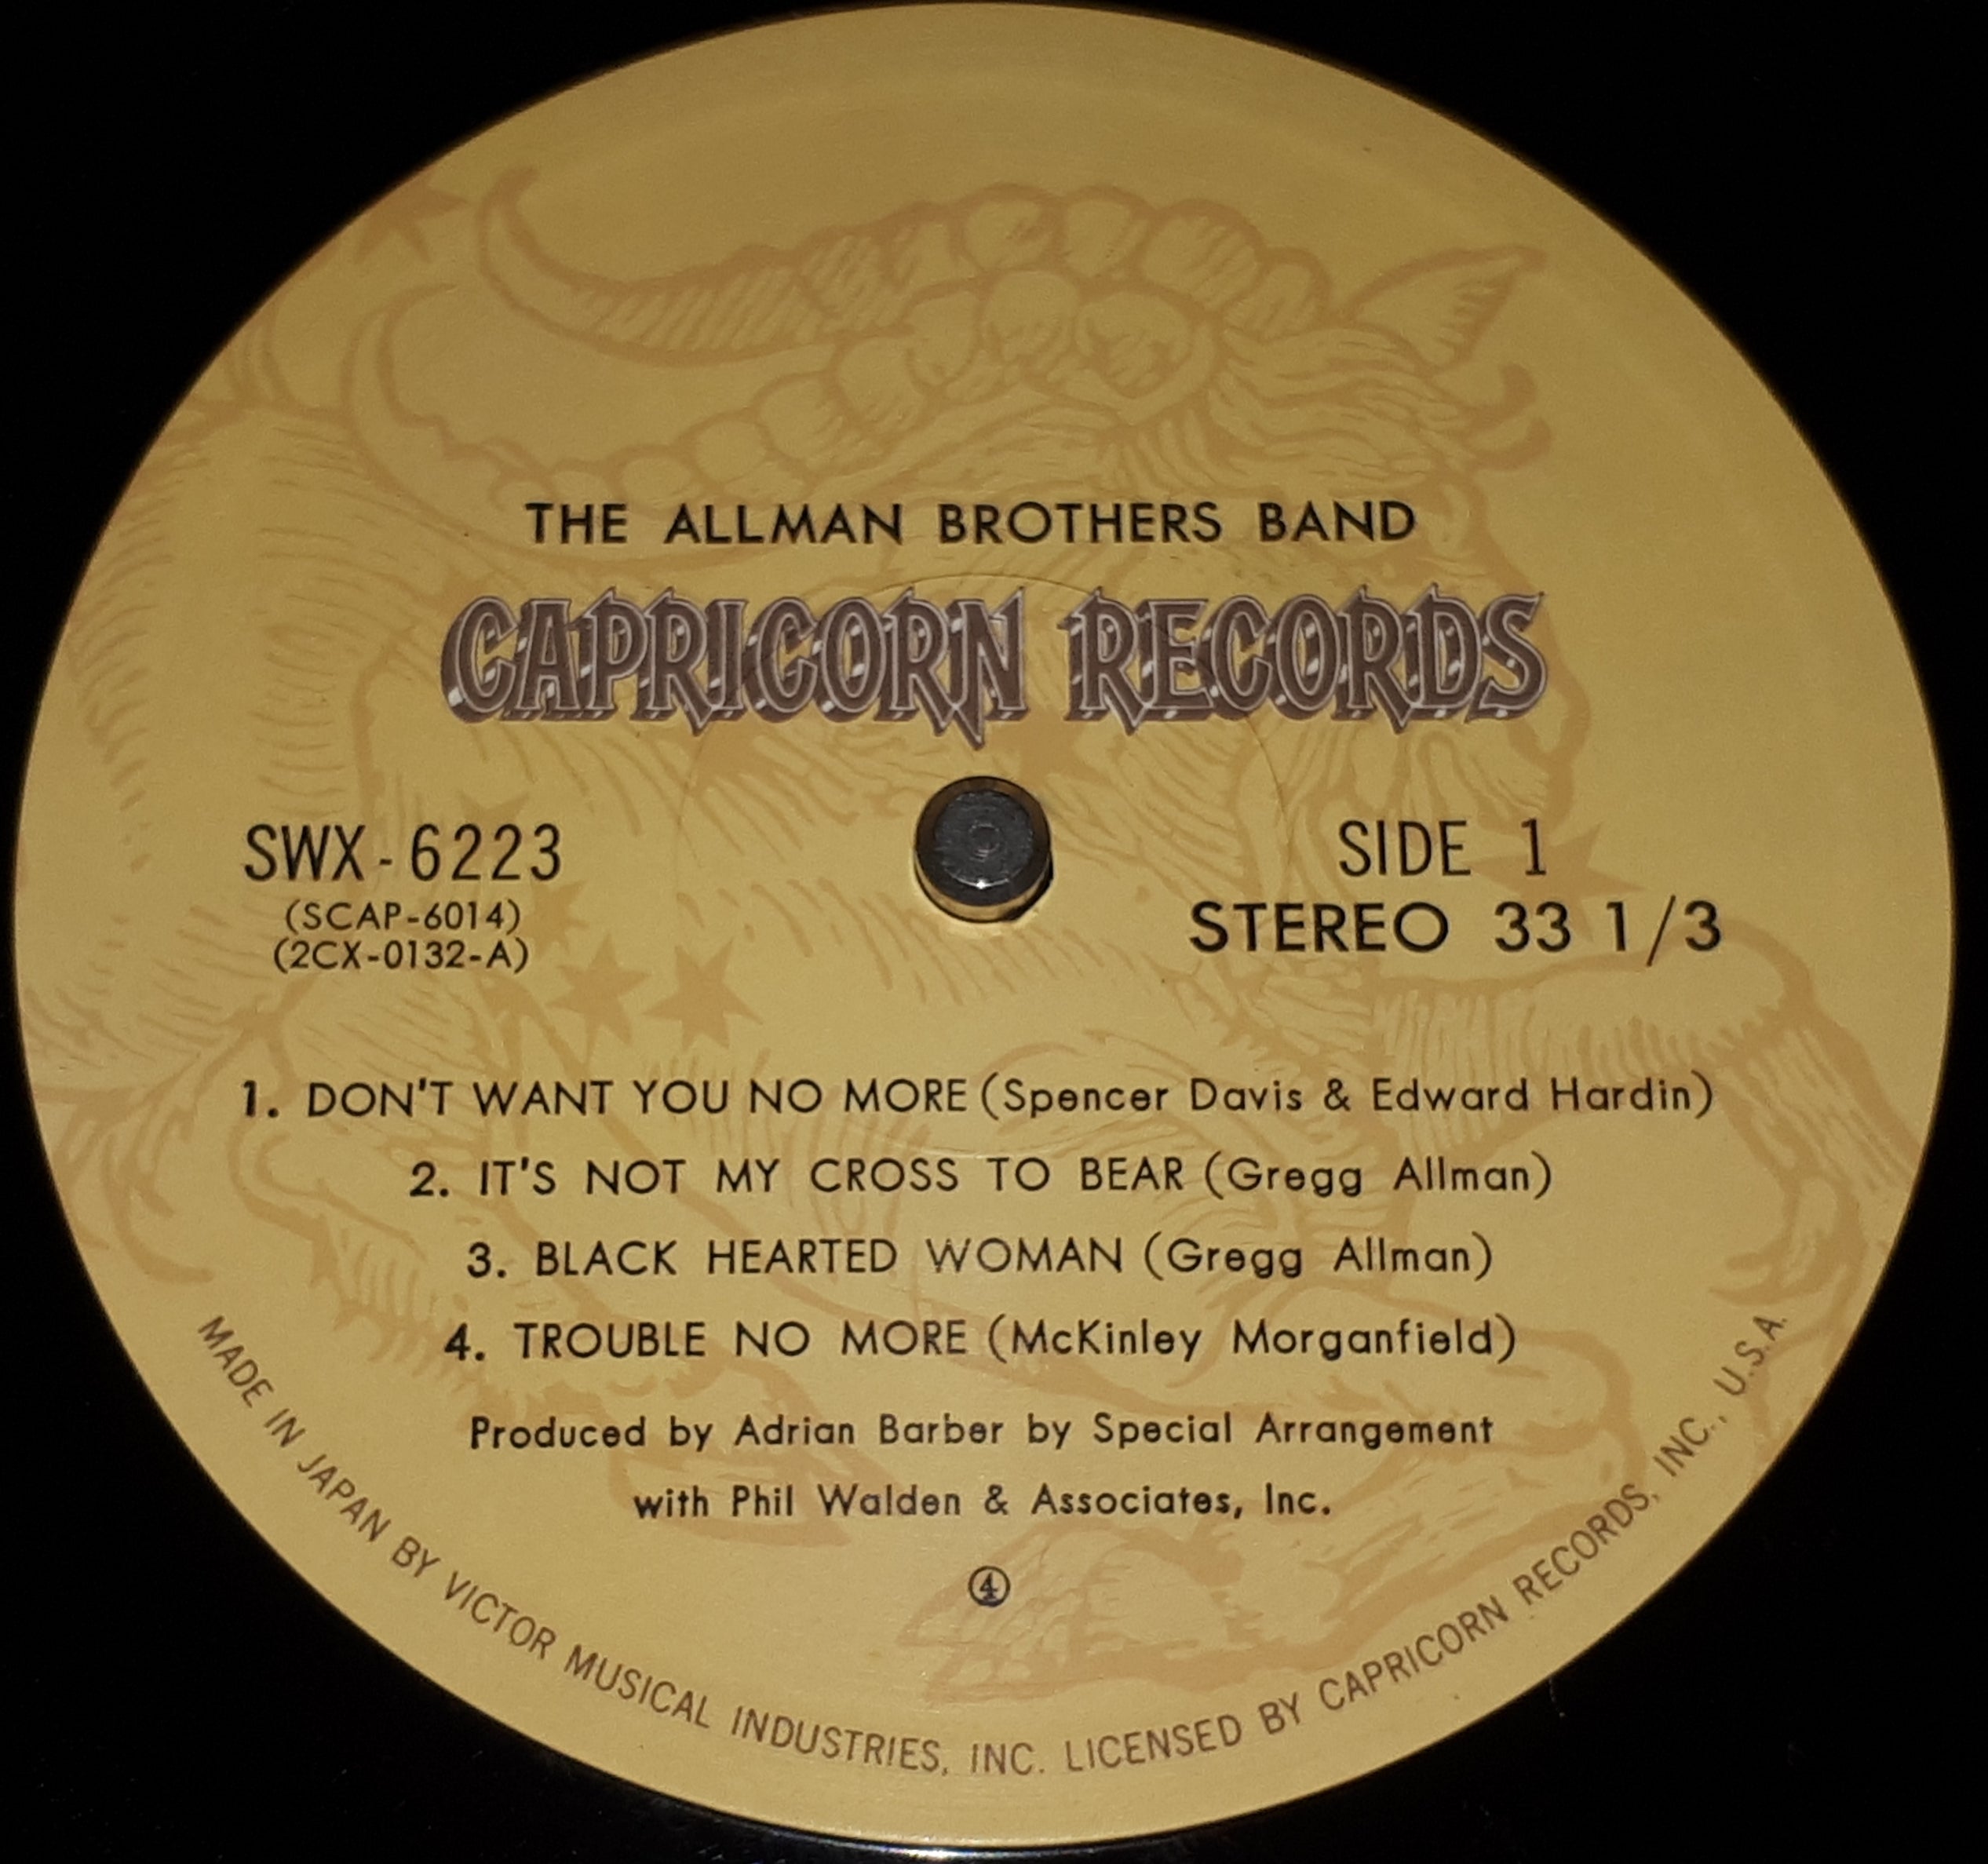 THE ALLMAN BROTHERS BAND
CAPRICORN RECORDS
SWX-6223
(SCAP-6014)
(2CX-0132-A)
SIDE 1
STEREO 33 1/3
1. DON'T WANT YOU NO MORE (Spencer Davis & Edward Hardin)
2. IT'S NOT MY CROSS TO BEAR (Gregg Allman)
3. BLACK HEARTED WOMAN (Gregg Allman)
4. TROUBLE NO MORE (McKinley Morganfield)
Produced by Adrian Barber by Special Arrangement
with Phil Walden & Associates, Inc.
④
MADE IN JAPAN BY VICTOR MUSICAL INDUSTRIES, INC. LICENSED BY CAPRICORN RECORDS, INC., U.S.A.